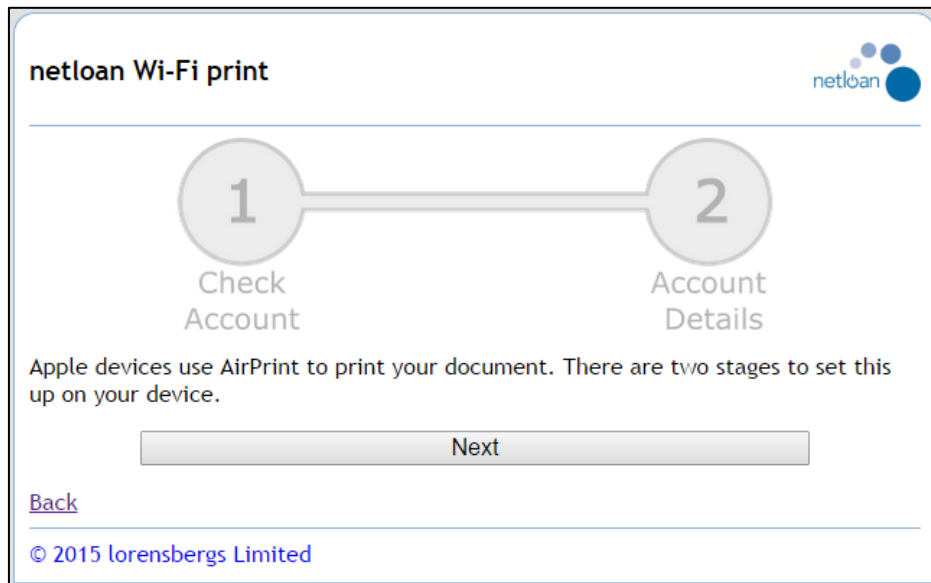 netloan Wi-Fi print
netloan
1
2
Check
Account
Account
Details
Apple devices use AirPrint to print your document. There are two stages to set this
up on your device.
Next
Back
© 2015 lorensbergs Limited